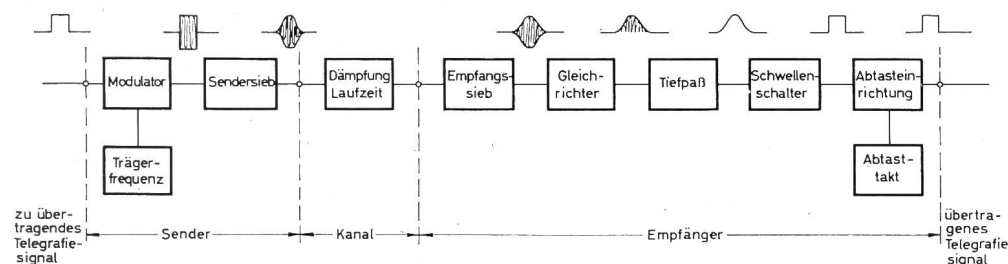 Modulator
Sendersieb
Dämpfung
Laufzeit
Empfangs-
sieb
Gleich-
richter
Tiefpaß
Schwellen-
schalter
Abtastein-
richtung
Träger-
frequenz
Abtast-
takt
zu über-
tragendes
Telegrafie-
signal
Sender
Kanal
Empfänger
übertra-
genes
Telegrafie-
signal